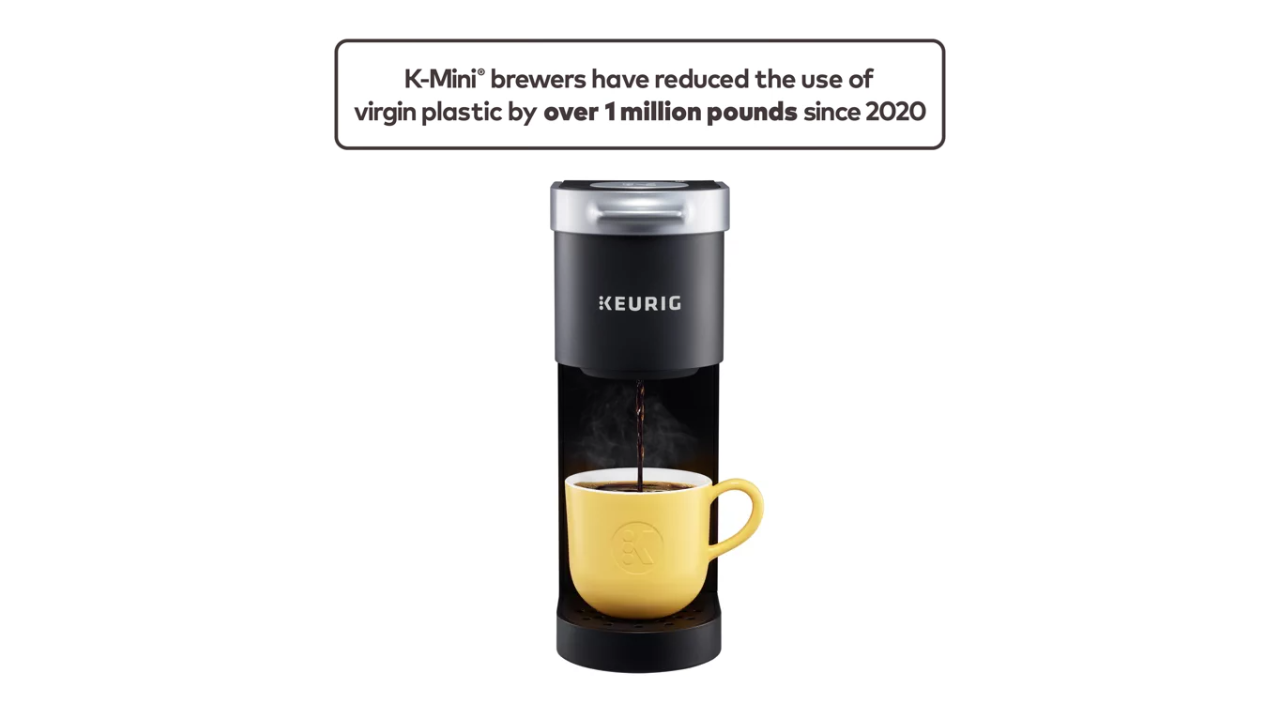 K-Mini® brewers have reduced the use of
virgin plastic by over 1 million pounds since 2020
KEURIG
K